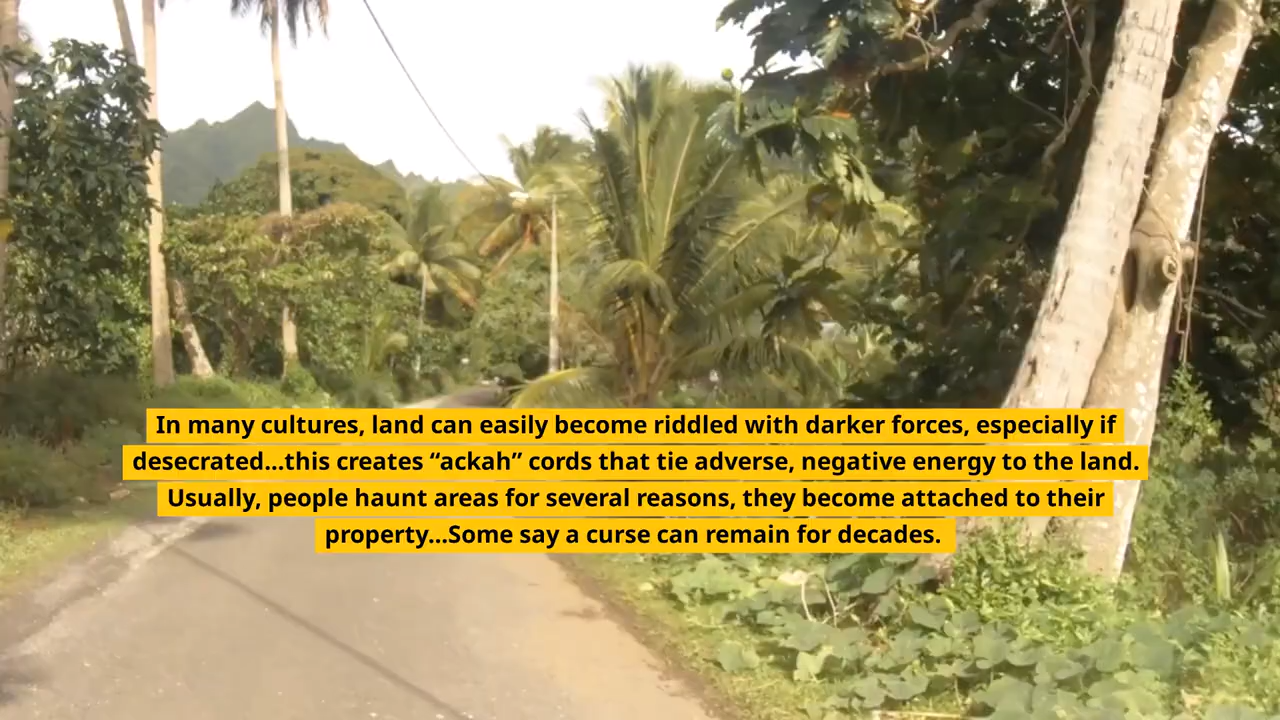 In many cultures, land can easily become riddled with darker forces, especially if
desecrated...this creates “ackah” cords that tie adverse, negative energy to the land.
Usually, people haunt areas for several reasons, they become attached to their
property...Some say a curse can remain for decades.